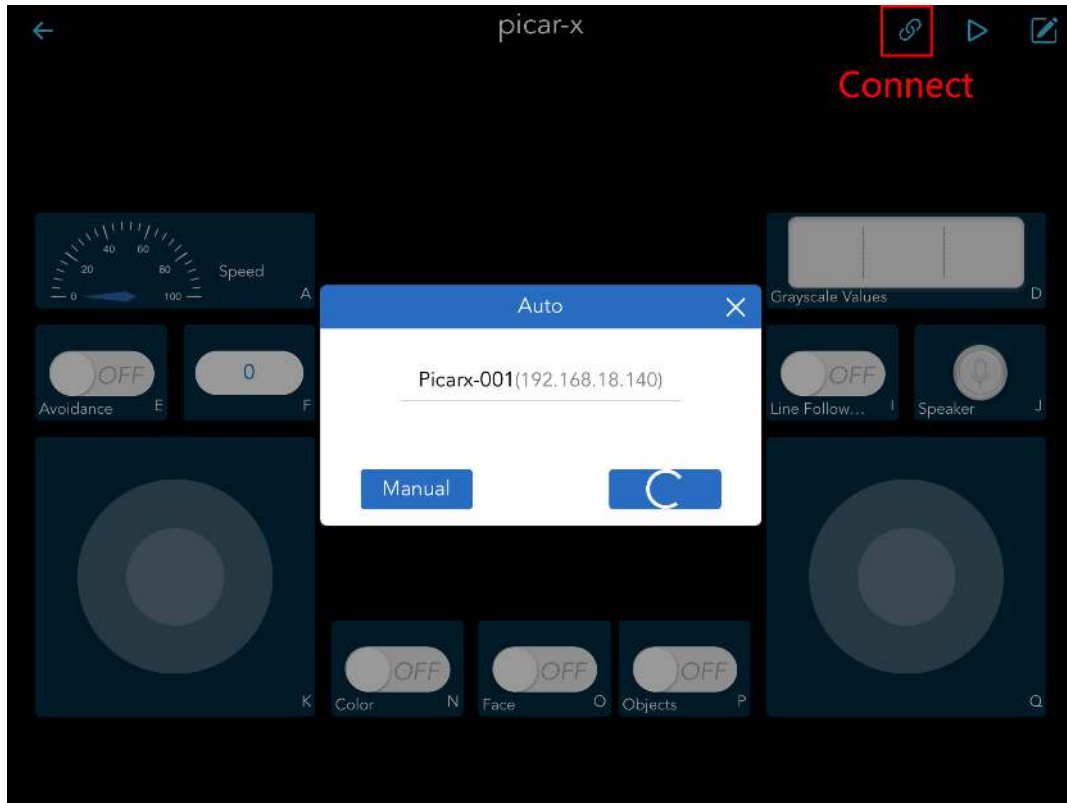 picar-x
Connect
40 60
20 80
0 100
Speed
A
Grayscale Values
D
Auto
OFF
Avoidance E
0
F
Picarx-001(192.168.18.140)
OFF
Line Follow... I
Speaker J
Manual
K
OFF
Color N
OFF
Face O
OFF
Objects P
Q